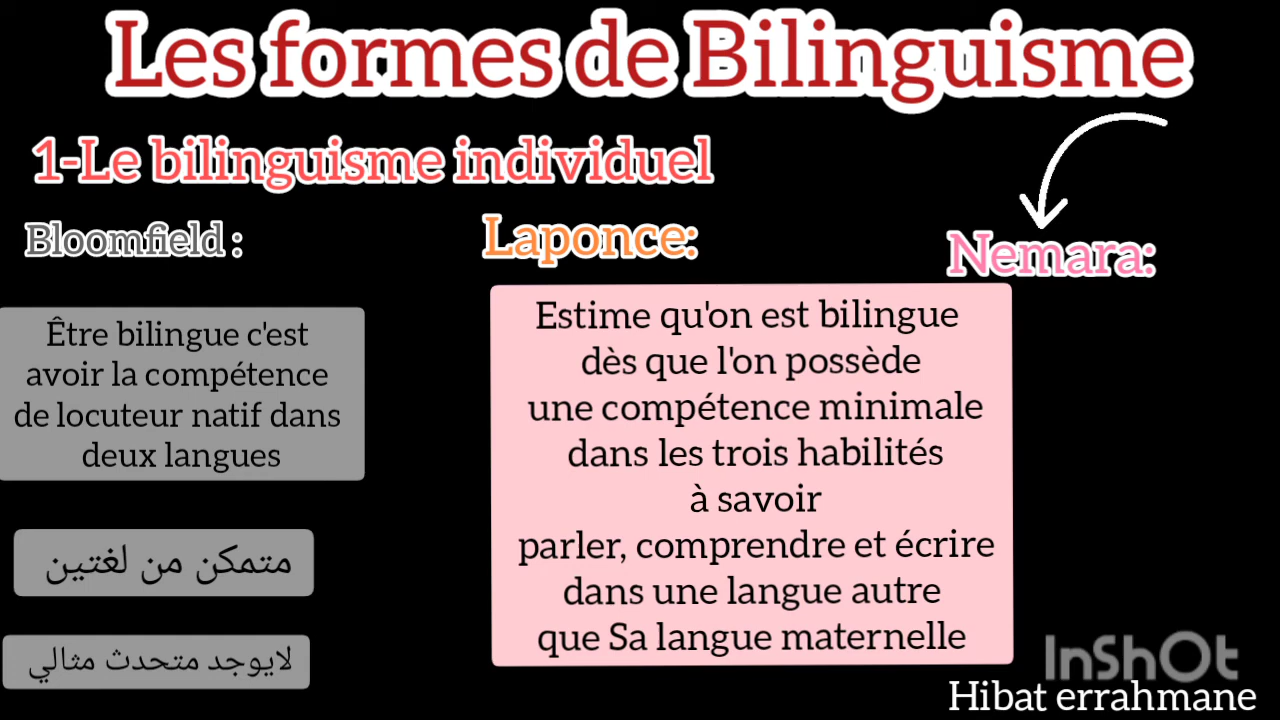 Les formes de Bilinguisme
1-Le bilinguisme individuel
Bloomfield :
Être bilingue c'est
avoir la compétence
de locuteur natif dans
deux langues
متمكن من لغتين
لايوجد متحدث مثالي
Laponce:
Estime qu'on est bilingue
dès que l'on possède
une compétence minimale
dans les trois habilités
à savoir
parler, comprendre et écrire
dans une langue autre
que Sa langue maternelle
Nemara:
InShOt
Hibat errahmane